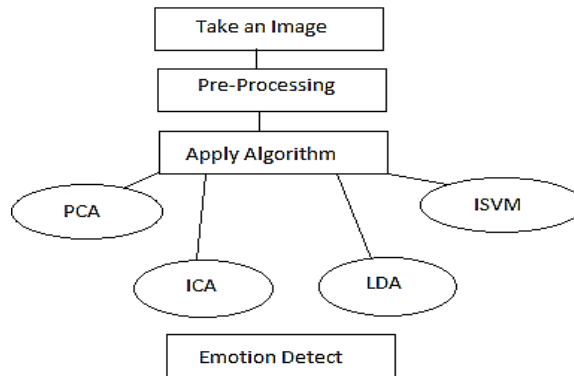 Take an Image
Pre-Processing
Apply Algorithm
PCA
ISVM
ICA
LDA
Emotion Detect